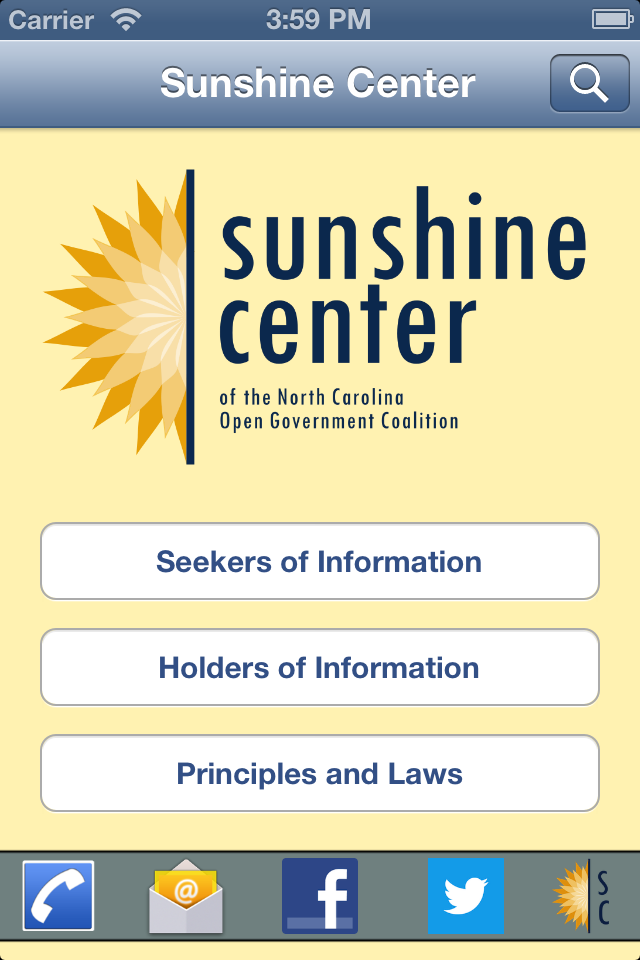 Carrier 3:59 PM
Sunshine Center
sunshine
center
of the North Carolina
Open Government Coalition
Seekers of Information
Holders of Information
Principles and Laws
@ f S
C